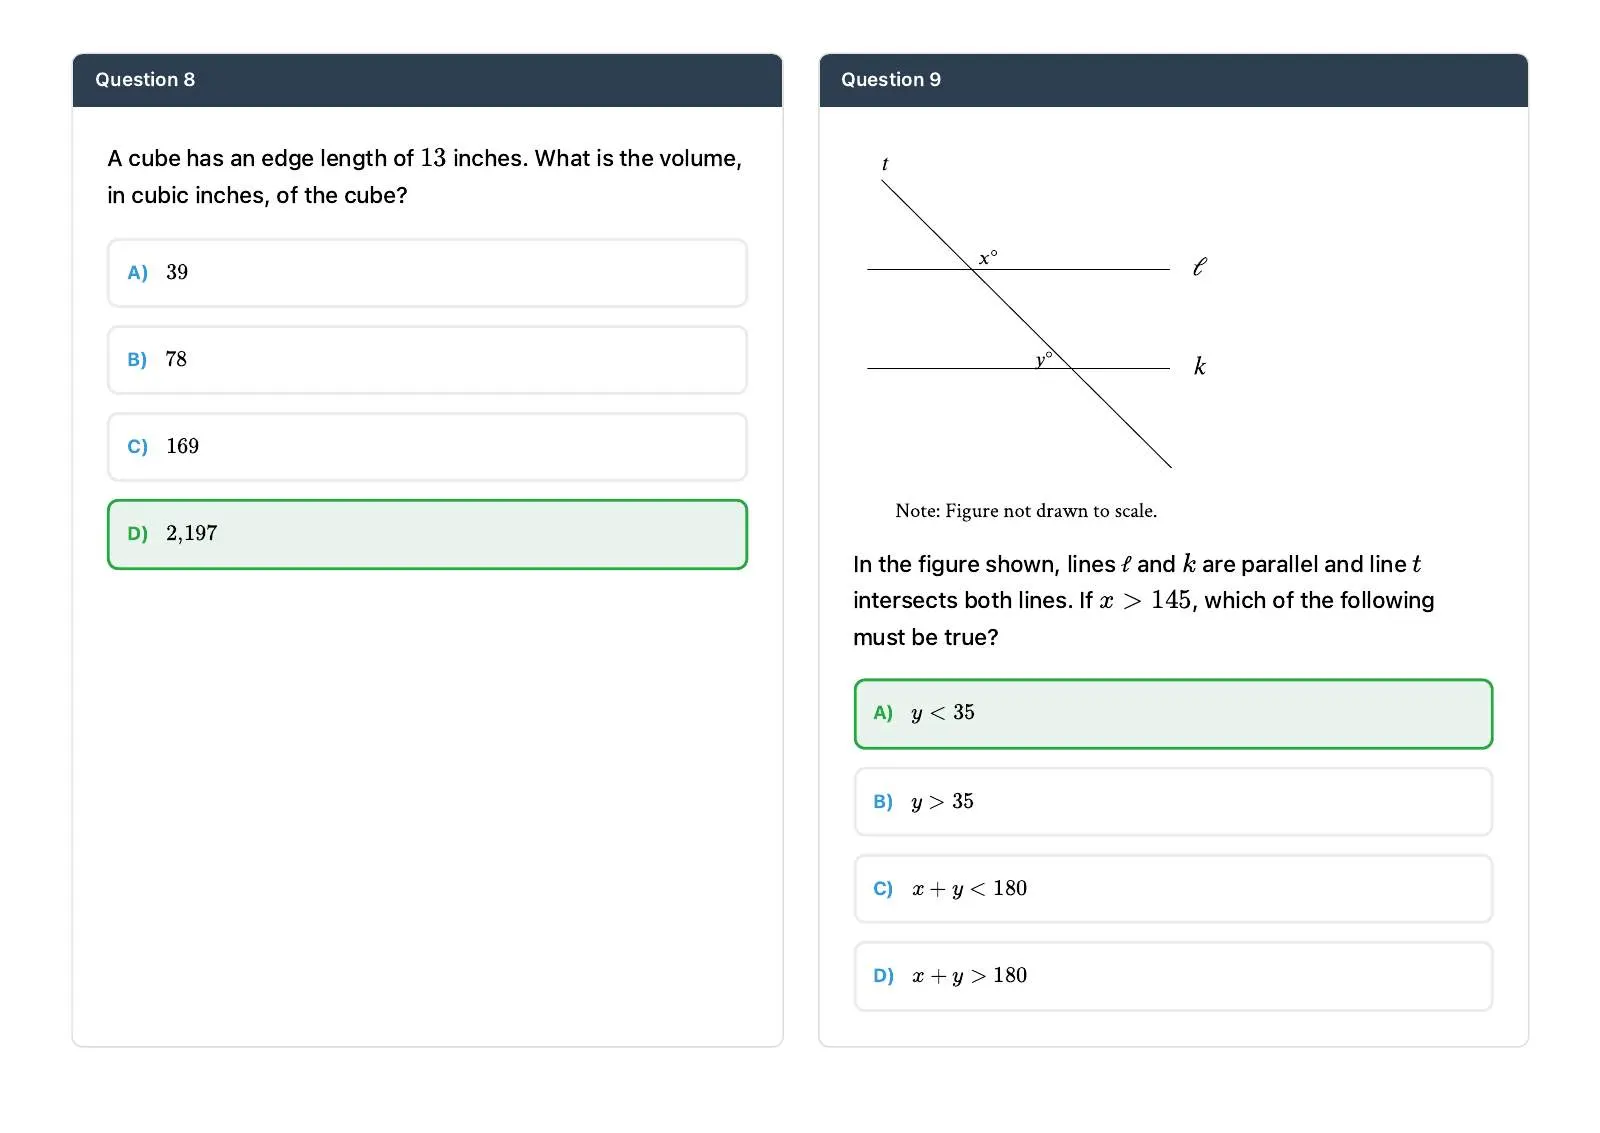 Question 8
A cube has an edge length of 13 inches. What is the volume,
in cubic inches, of the cube?
A) 39
B) 78
C) 169
D) 2,197
Question 9
t
x°
ℓ
y°
k
Note: Figure not drawn to scale.
In the figure shown, lines ℓ and k are parallel and line t
intersects both lines. If x > 145, which of the following
must be true?
A) y < 35
B) y > 35
C) x + y < 180
D) x + y > 180